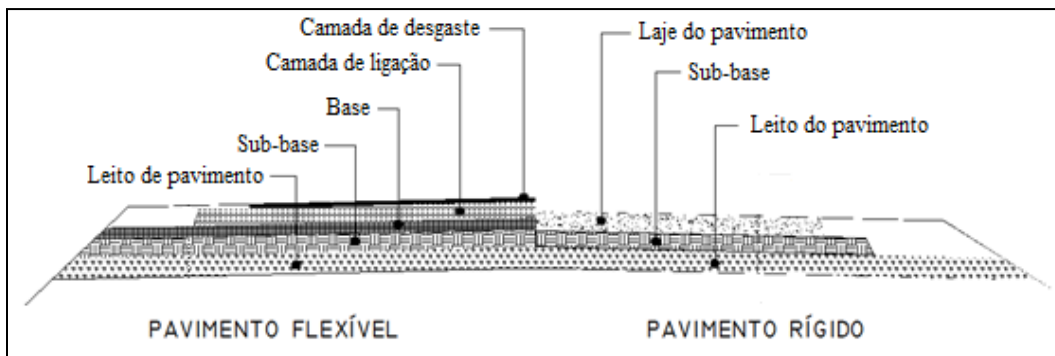 Camada de desgaste
Camada de ligação
Base
Sub-base
Leito de pavimento
Laje do pavimento
Sub-base
Leito do pavimento
PAVIMENTO FLEXÍVEL
PAVIMENTO RÍGIDO